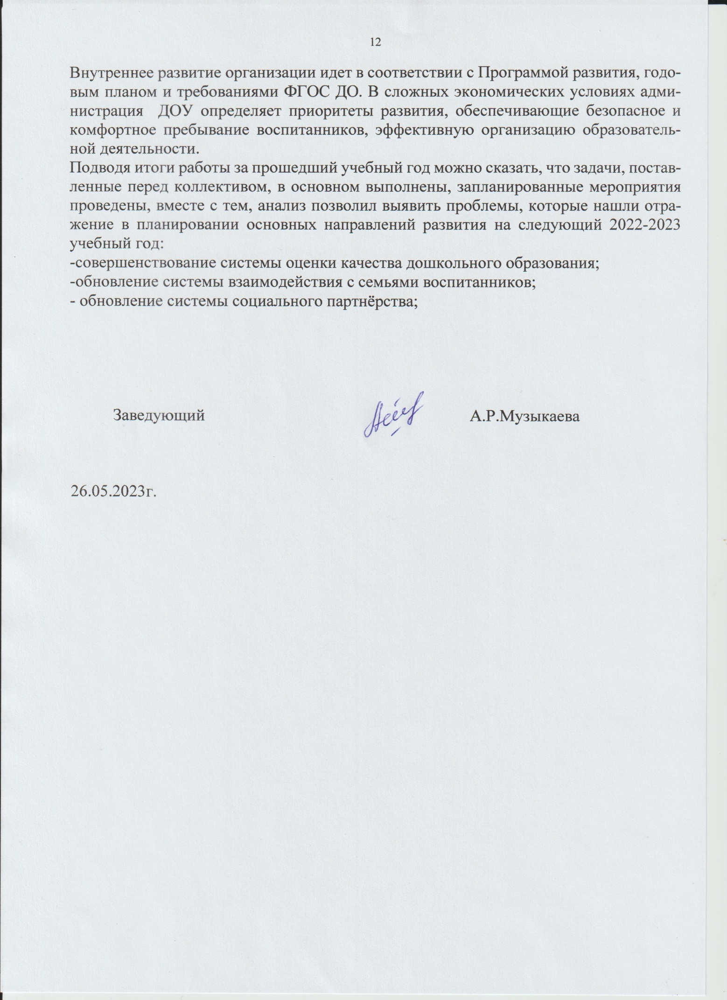 12
Внутреннее развитие организации идет в соответствии с Программой развития, годо-
вым планом и требованиями ФГОС ДО. В сложных экономических условиях адми-
нистрация ДОУ определяет приоритеты развития, обеспечивающие безопасное и
комфортное пребывание воспитанников, эффективную организацию образователь-
ной деятельности.
Подводя итоги работы за прошедший учебный год можно сказать, что задачи, постав-
ленные перед коллективом, в основном выполнены, запланированные мероприятия
проведены, вместе с тем, анализ позволил выявить проблемы, которые нашли отра-
жение в планировании основных направлений развития на следующий 2022-2023
учебный год:
-совершенствование системы оценки качества дошкольного образования;
-обновление системы взаимодействия с семьями воспитанников;
- обновление системы социального партнёрства;
Заведующий А.Р.Музыкаева
26.05.2023г.